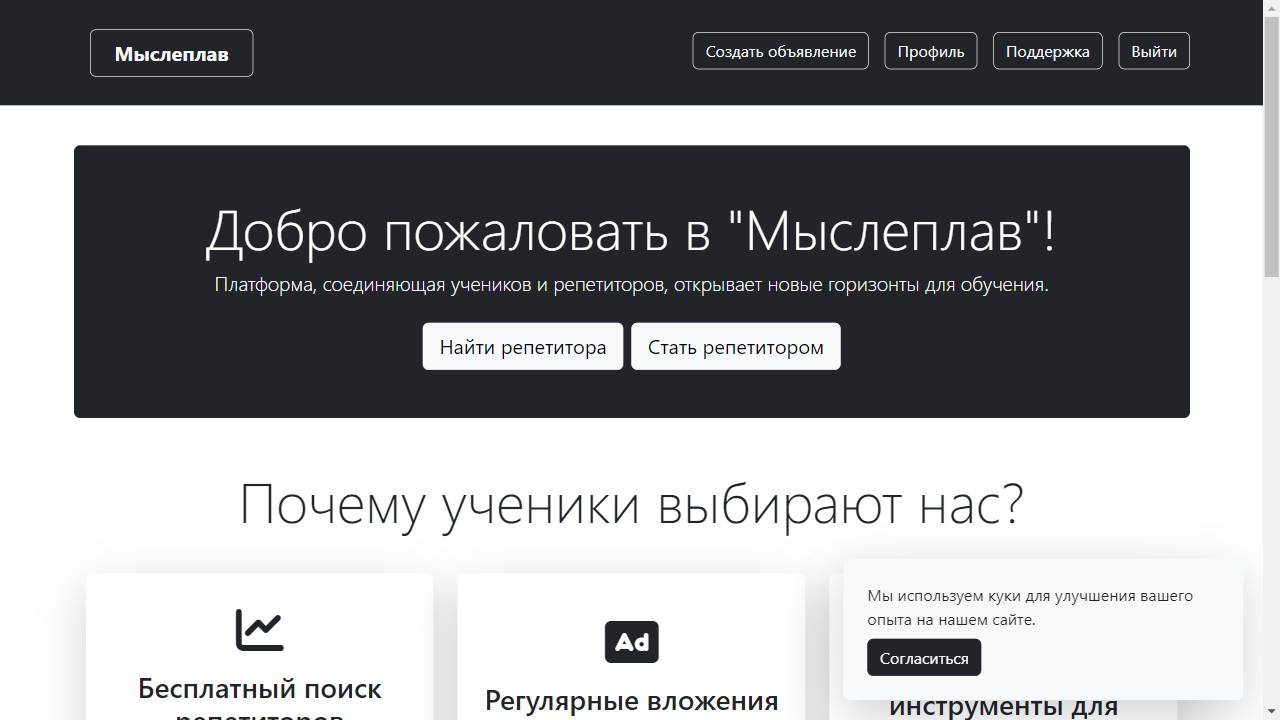 Мыслеплав
Создать объявление
Профиль
Поддержка
Выйти
Добро пожаловать в "Мыслеплав"!
Платформа, соединяющая учеников и репетиторов, открывает новые горизонты для обучения.
Найти репетитора
Стать репетитором
Почему ученики выбирают нас?
Бесплатный поиск
репетиторов
Ad
Регулярные вложения
инструменты для
Мы используем куки для улучшения вашего
опыта на нашем сайте.
Согласиться